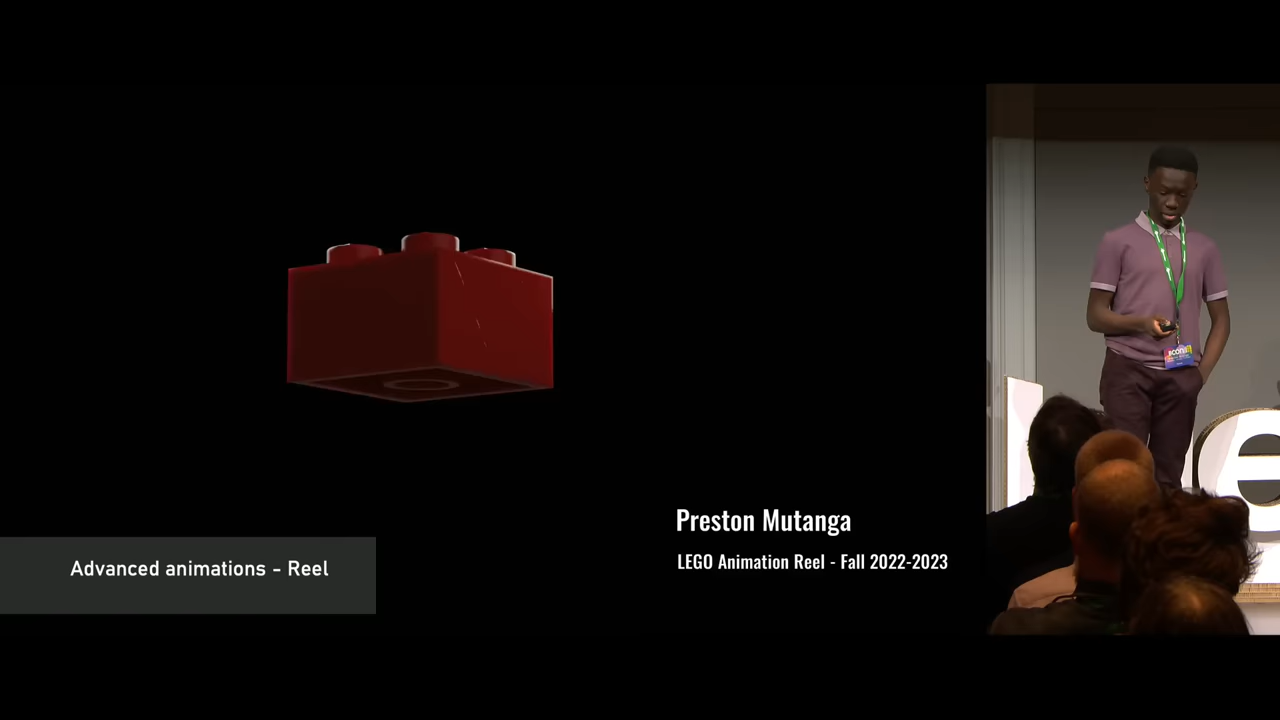 Preston Mutanga
LEGO Animation Reel - Fall 2022-2023
Advanced animations - Reel